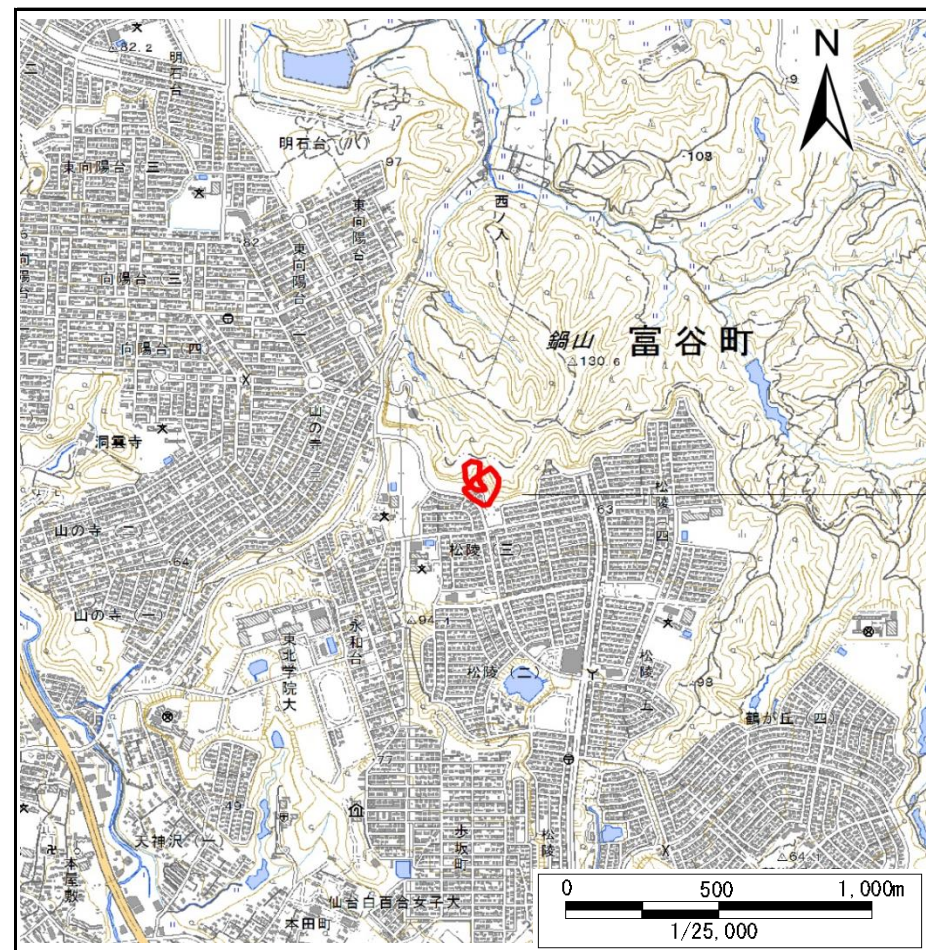 82.2
明石台
二
N
明石台(八)
97
9
108
東向陽台 三
西ノ入
東向陽台
東向陽台 二
82
向陽台 三
鍋山
富谷町
130.6
向陽台 四
山の寺 三
洞雲寺
松陵 四
63
山の寺 二
松陵(三)
64
山の寺(一)
94.1
永和台
東北学院大
松陵(二)
松陵
93
鶴が丘 四
77
49
天神沢(一)
歩坂町
松陵
本屋敷
64.1
仙台白百合女子大
本田町
0 500 1,000m
1/25,000